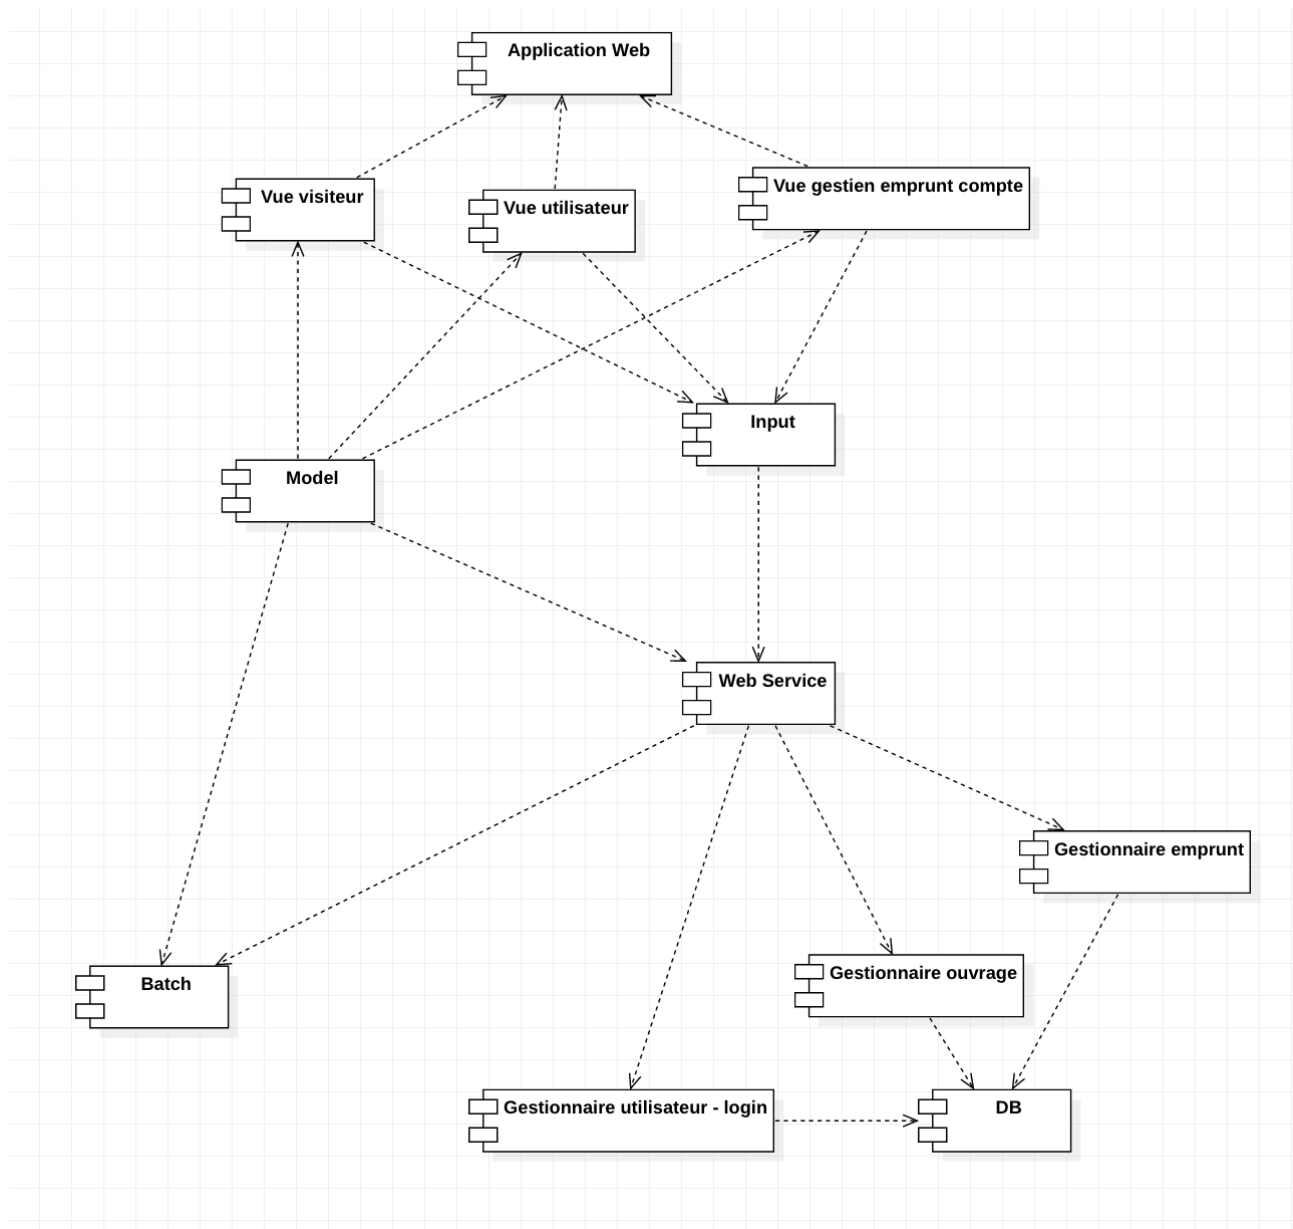 Application Web
Vue visiteur
Vue utilisateur
Vue gestien emprunt compte
Input
Model
Web Service
Gestionnaire emprunt
Gestionnaire ouvrage
Batch
Gestionnaire utilisateur - login
DB